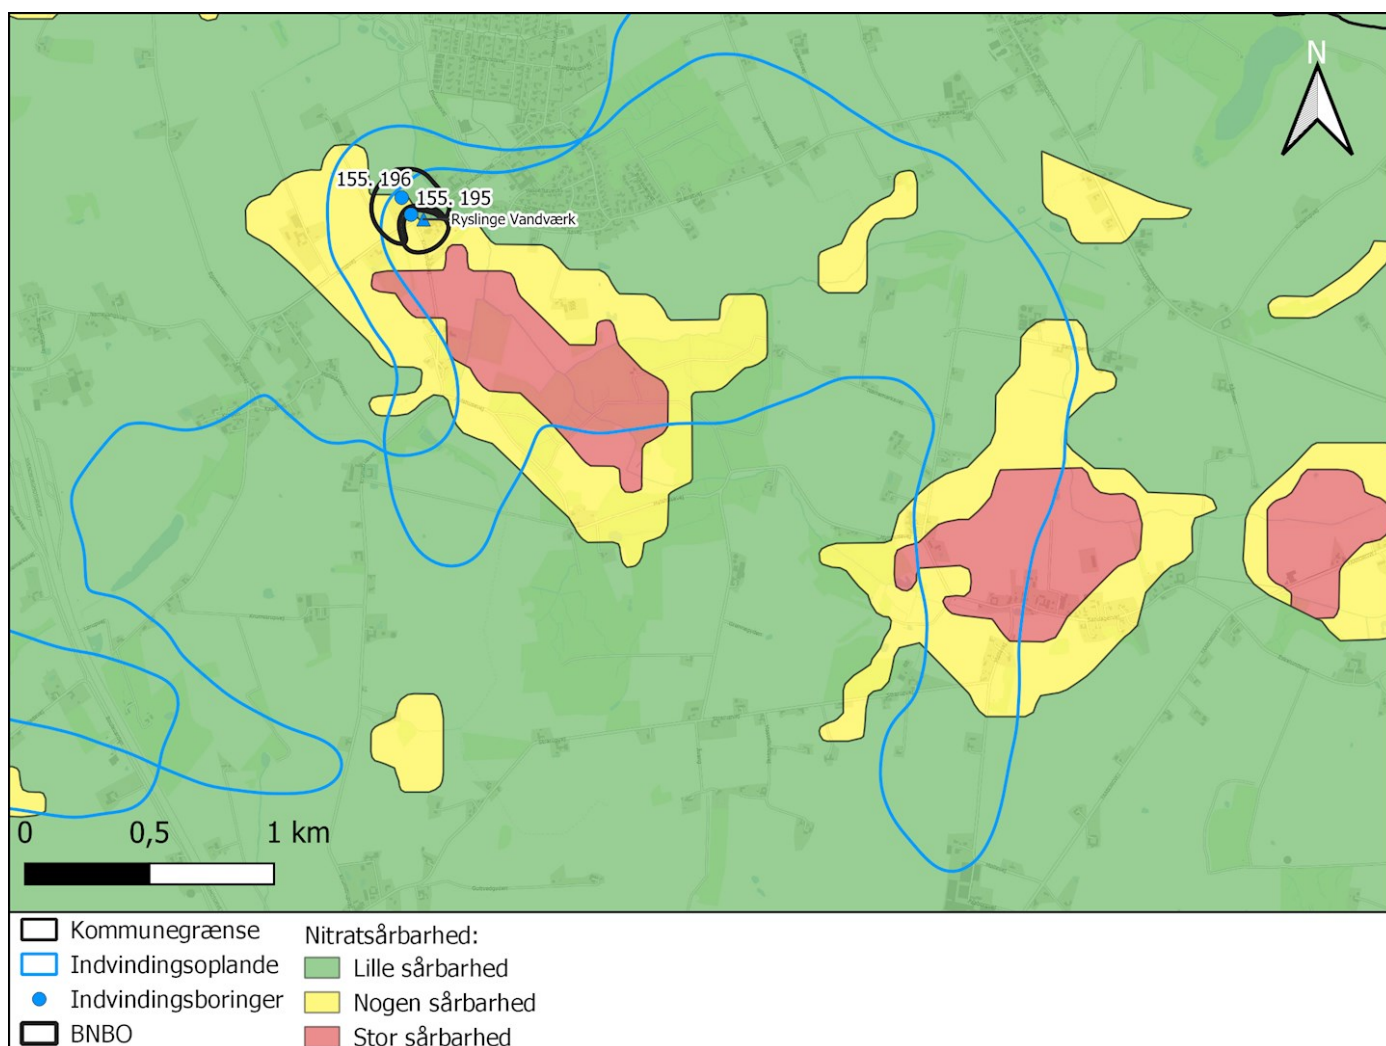 N
155. 196
155. 195
Ryslinge Vandværk
0 0,5 1 km
Kommunegrænse
Indvindingsoplande
Indvindingsboringer
BNBO
Nitratsårbarhed:
Lille sårbarhed
Nogen sårbarhed
Stor sårbarhed